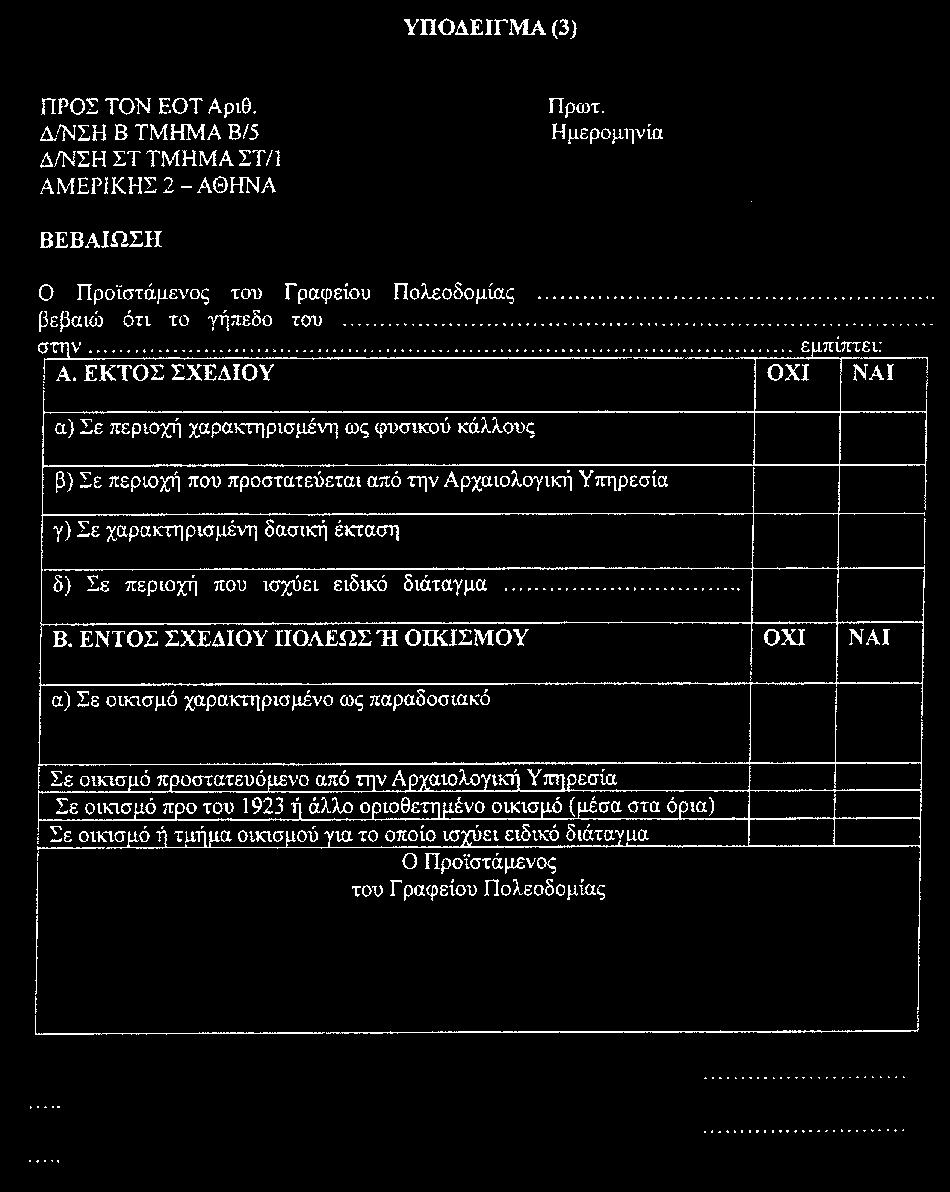 ΥΠΟΔΕΙΓΜΑ (3)
ΠΡΟΣ ΤΟΝ ΕΟΤ Αριθ. Πρωτ.
Δ/ΝΣΗ Β ΤΜΗΜΑ Β/5 Ημερομηνία
Δ/ΝΣΗ ΣΤ ΤΜΗΜΑ ΣΤ/1
ΑΜΕΡΙΚΗΣ 2 – ΑΘΗΝΑ
ΒΕΒΑΙΩΣΗ
Ο Προϊστάμενος του Γραφείου Πολεοδομίας ................................................
βεβαιώ ότι το γήπεδο του ................................................
στην ................................................ εμπίπτει:
Α. ΕΚΤΟΣ ΣΧΕΔΙΟΥ ΟΧΙ ΝΑΙ
α) Σε περιοχή χαρακτηρισμένη ως φυσικού κάλλους
β) Σε περιοχή που προστατεύεται από την Αρχαιολογική Υπηρεσία
γ) Σε χαρακτηρισμένη δασική έκταση
δ) Σε περιοχή που ισχύει ειδικό διάταγμα ..............................
Β. ΕΝΤΟΣ ΣΧΕΔΙΟΥ ΠΟΛΕΩΣ Ή ΟΙΚΙΣΜΟΥ ΟΧΙ ΝΑΙ
α) Σε οικισμό χαρακτηρισμένο ως παραδοσιακό
Σε οικισμό προστατευόμενο από την Αρχαιολογική Υπηρεσία
Σε οικισμό προ του 1923 ή άλλο οριοθετημένο οικισμό (μέσα στα όρια)
Σε οικισμό ή τμήμα οικισμού για το οποίο ισχύει ειδικό διάταγμα
Ο Προϊστάμενος
του Γραφείου Πολεοδομίας
..........................
.....
..........................
.....